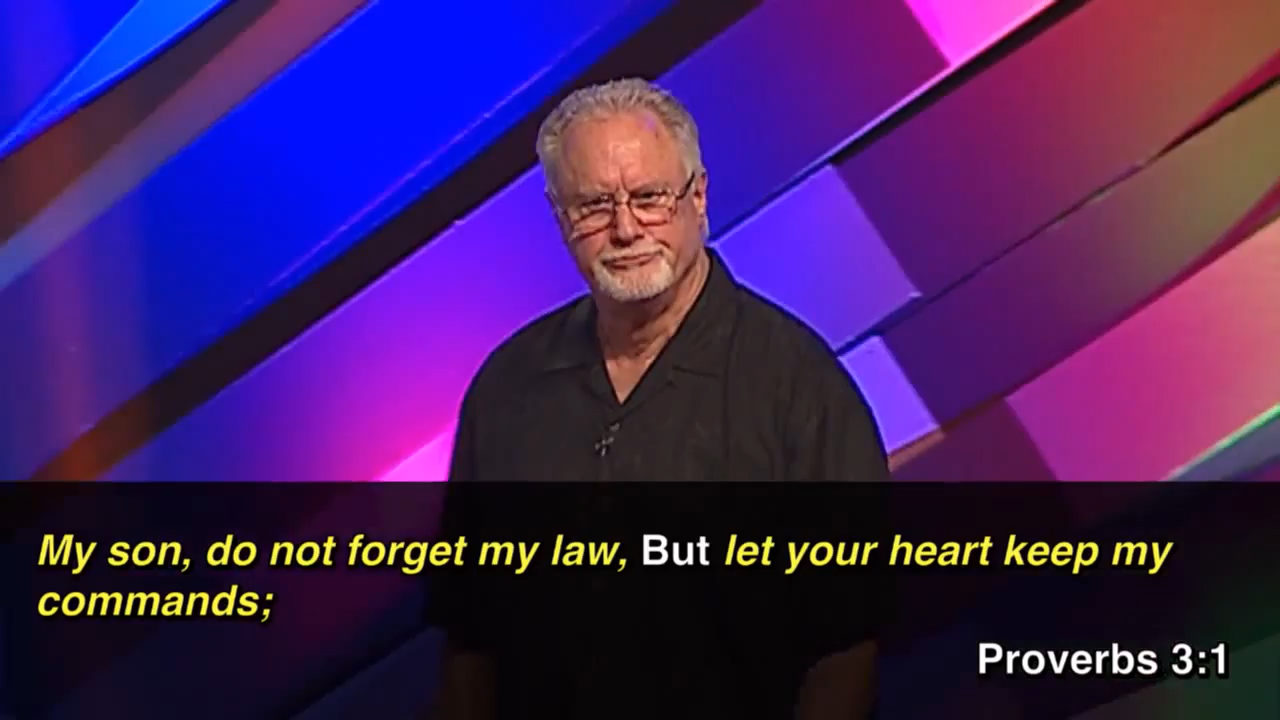 My son, do not forget my law, But let your heart keep my
commands;
Proverbs 3:1